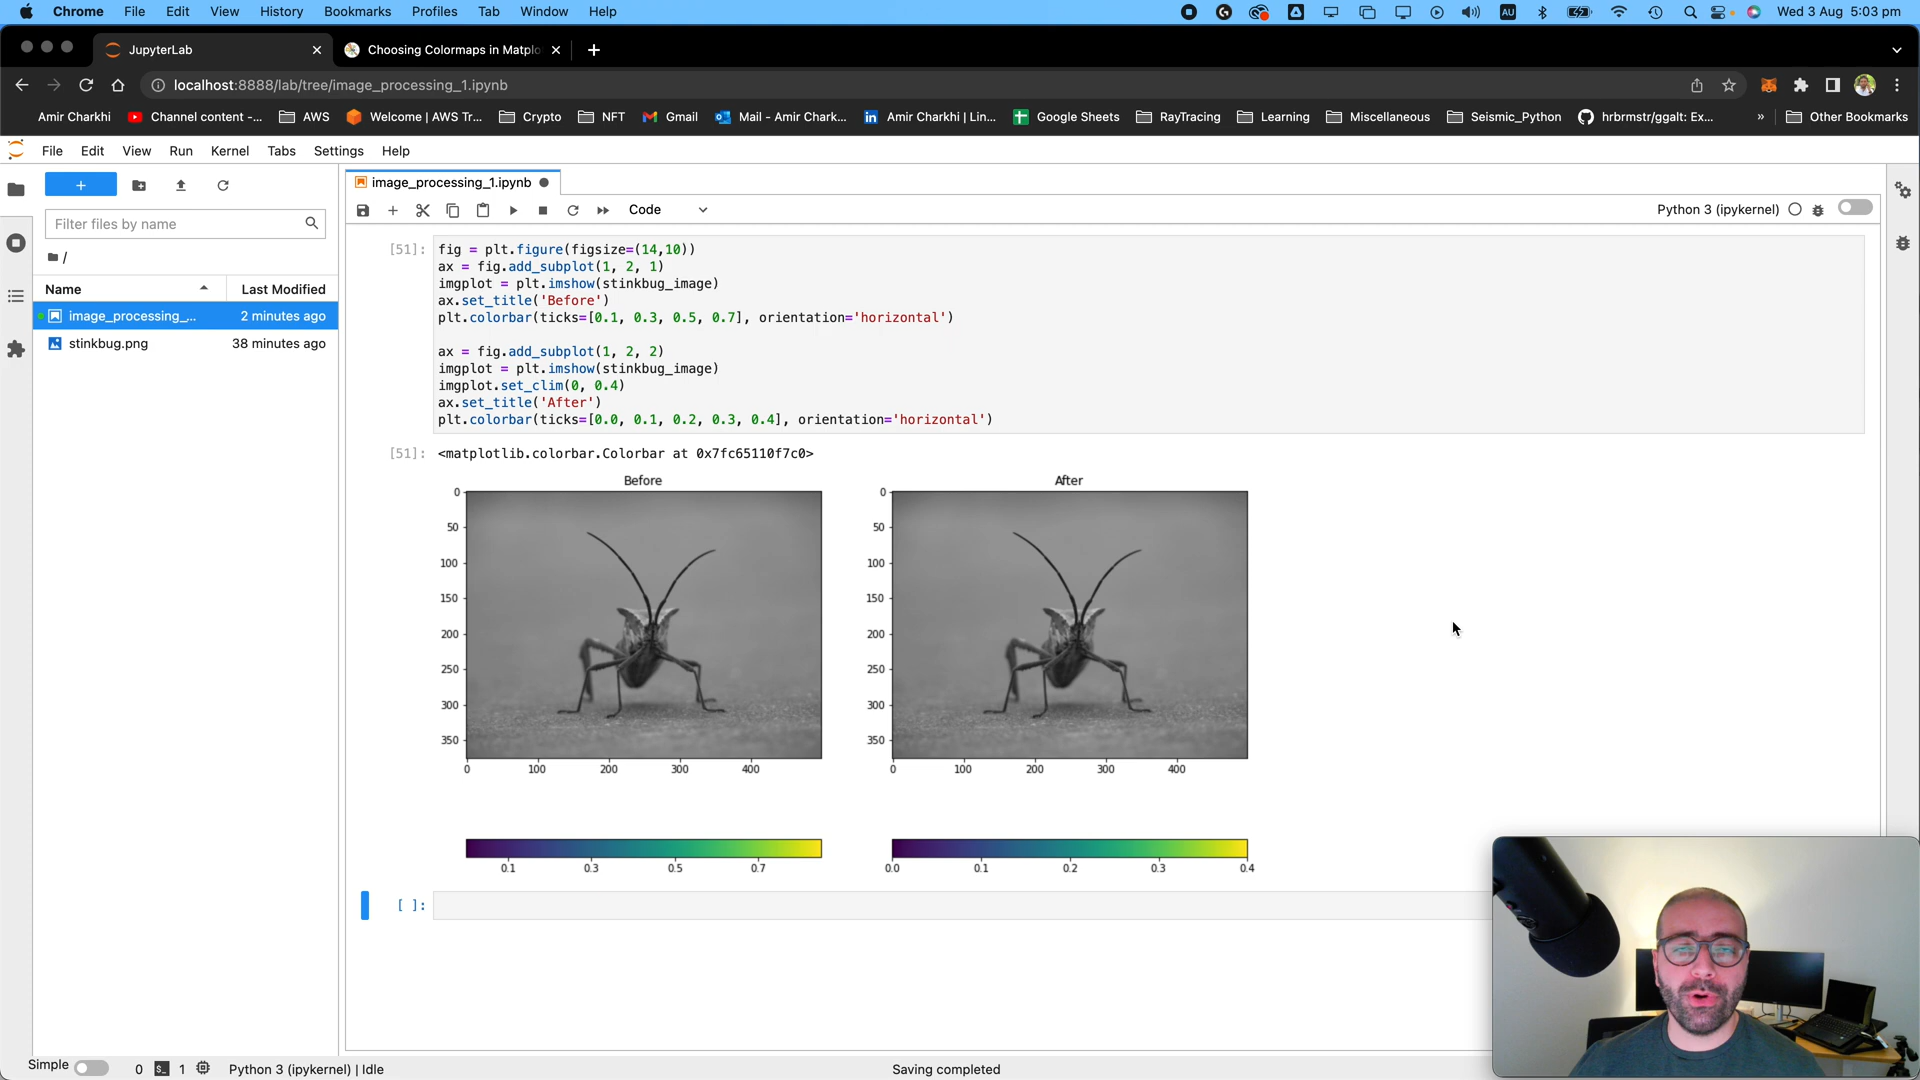 Chrome File Edit View History Bookmarks Profiles Tab Window Help AU Wed 3 Aug 5:03 pm
JupyterLab Choosing Colormaps in Matplo
localhost:8888/lab/tree/image_processing_1.ipynb
Amir Charkhi Channel content -... AWS Welcome | AWS Tr... Crypto NFT Gmail Mail - Amir Chark... Amir Charkhi | Lin... Google Sheets RayTracing Learning Miscellaneous Seismic_Python hrbrmstr/ggalt: Ex... » Other Bookmarks
File Edit View Run Kernel Tabs Settings Help
image_processing_1.ipynb
Code Python 3 (ipykernel)
Filter files by name
/
Name Last Modified
image_processing_... 2 minutes ago
stinkbug.png 38 minutes ago
[51]: fig = plt.figure(figsize=(14,10))
ax = fig.add_subplot(1, 2, 1)
imgplot = plt.imshow(stinkbug_image)
ax.set_title('Before')
plt.colorbar(ticks=[0.1, 0.3, 0.5, 0.7], orientation='horizontal')
ax = fig.add_subplot(1, 2, 2)
imgplot = plt.imshow(stinkbug_image)
imgplot.set_clim(0, 0.4)
ax.set_title('After')
plt.colorbar(ticks=[0.0, 0.1, 0.2, 0.3, 0.4], orientation='horizontal')
[51]: <matplotlib.colorbar.Colorbar at 0x7fc65110f7c0>
Before After
0 0
50 50
100 100
150 150
200 200
250 250
300 300
350 350
0 100 200 300 400 0 100 200 300 400
0.1 0.3 0.5 0.7 0.0 0.1 0.2 0.3 0.4
[ ]:
Simple 0 1 Python 3 (ipykernel) | Idle Saving completed